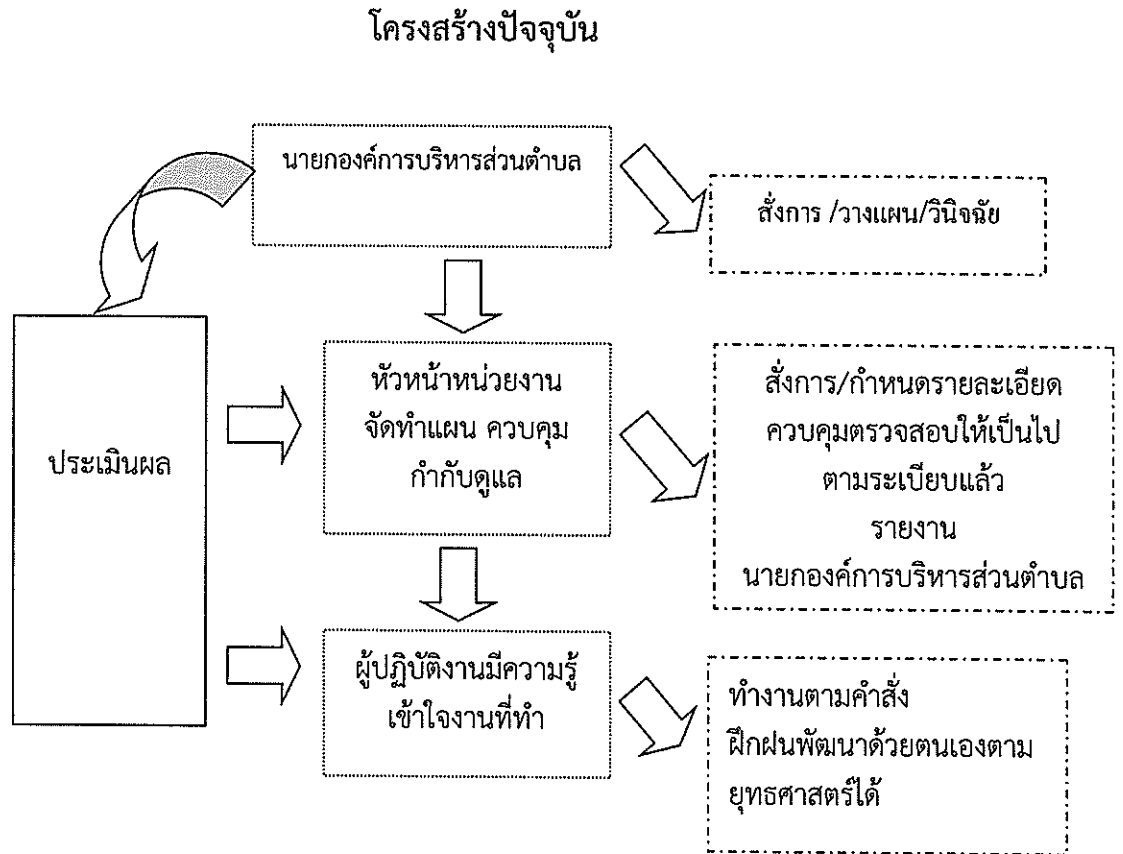 โครงสร้างปัจจุบัน
นายกองค์การบริหารส่วนตำบล
สั่งการ /วางแผน/วินิจฉัย
ประเมินผล
หัวหน้าหน่วยงาน
จัดทำแผน ควบคุม
กำกับดูแล
สั่งการ/กำหนดรายละเอียด
ควบคุมตรวจสอบให้เป็นไป
ตามระเบียบแล้ว
รายงาน
นายกองค์การบริหารส่วนตำบล
ผู้ปฏิบัติงานมีความรู้
เข้าใจงานที่ทำ
ทำงานตามคำสั่ง
ฝึกฝนพัฒนาด้วยตนเองตาม
ยุทธศาสตร์ได้